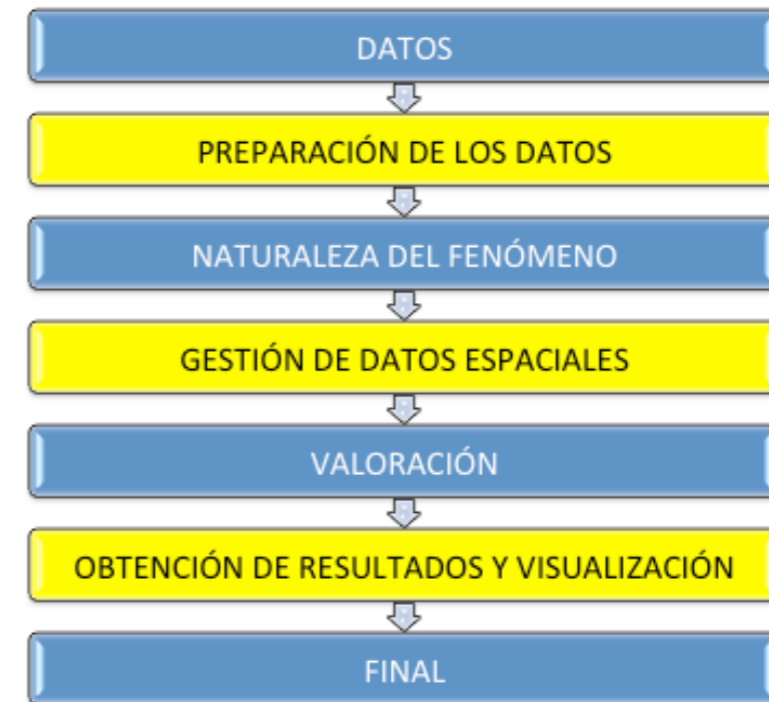 DATOS
PREPARACIÓN DE LOS DATOS
NATURALEZA DEL FENÓMENO
GESTIÓN DE DATOS ESPACIALES
VALORACIÓN
OBTENCIÓN DE RESULTADOS Y VISUALIZACIÓN
FINAL